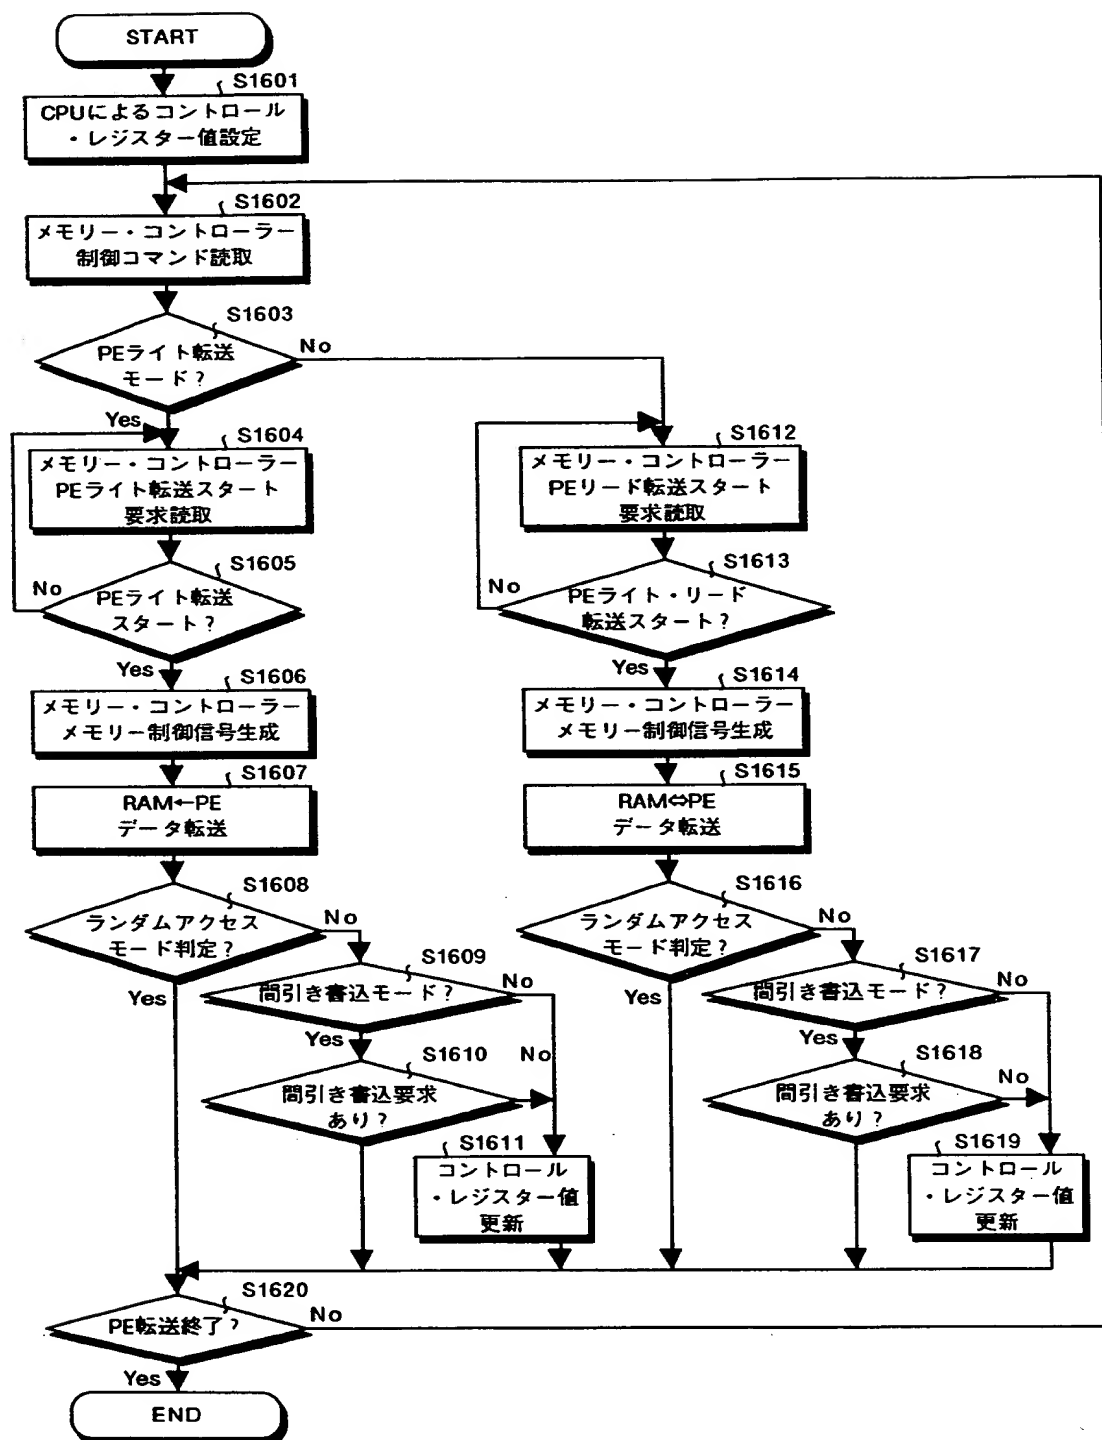 START
S1601
CPUによるコントロール
・レジスター値設定
S1602
メモリー・コントローラー
制御コマンド読取
S1603
PEライト転送
モード?
No
Yes
S1604
メモリー・コントローラー
PEライト転送スタート
要求読取
S1605
No
PEライト転送
スタート?
Yes
S1606
メモリー・コントローラー
メモリー制御信号生成
S1607
RAM←PE
データ転送
S1608
ランダムアクセス
モード判定?
No
Yes
S1609
間引き書込モード?
No
Yes
S1610
No
間引き書込要求
あり?
S1611
コントロール
・レジスター値
更新
S1612
メモリー・コントローラー
PEリード転送スタート
要求読取
S1613
No
PEライト・リード
転送スタート?
Yes
S1614
メモリー・コントローラー
メモリー制御信号生成
S1615
RAM⇔PE
データ転送
S1616
ランダムアクセス
モード判定?
No
Yes
S1617
間引き書込モード?
No
Yes
S1618
No
間引き書込要求
あり?
S1619
コントロール
・レジスター値
更新
S1620
PE転送終了?
No
Yes
END